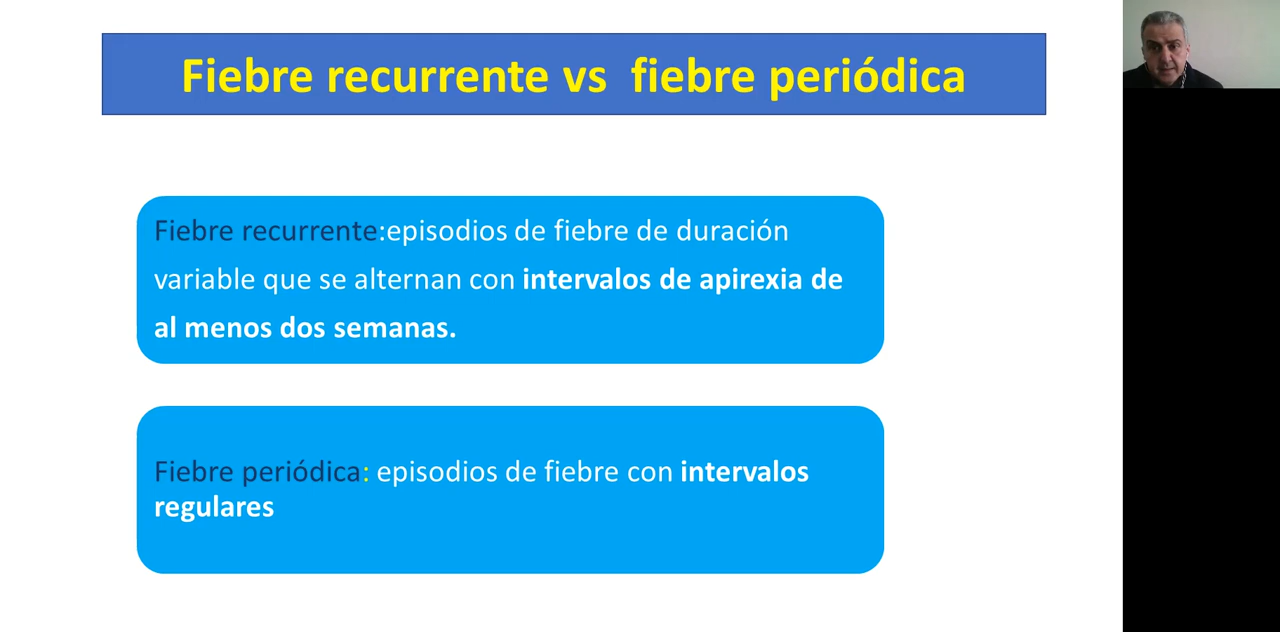 Fiebre recurrente vs fiebre periódica
Fiebre recurrente:episodios de fiebre de duración
variable que se alternan con intervalos de apirexia de
al menos dos semanas.
Fiebre periódica: episodios de fiebre con intervalos
regulares